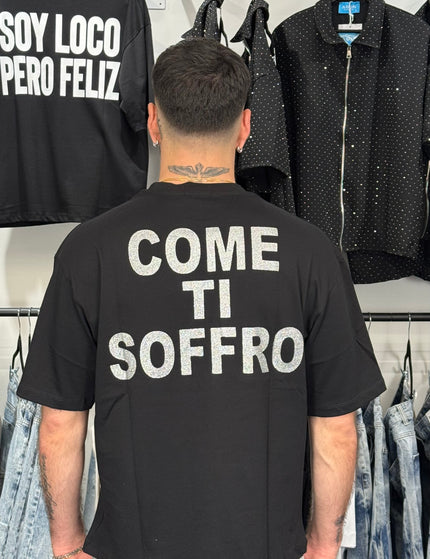 SOY LOCO
PERO FELIZ
COME
TI
SOFFRO